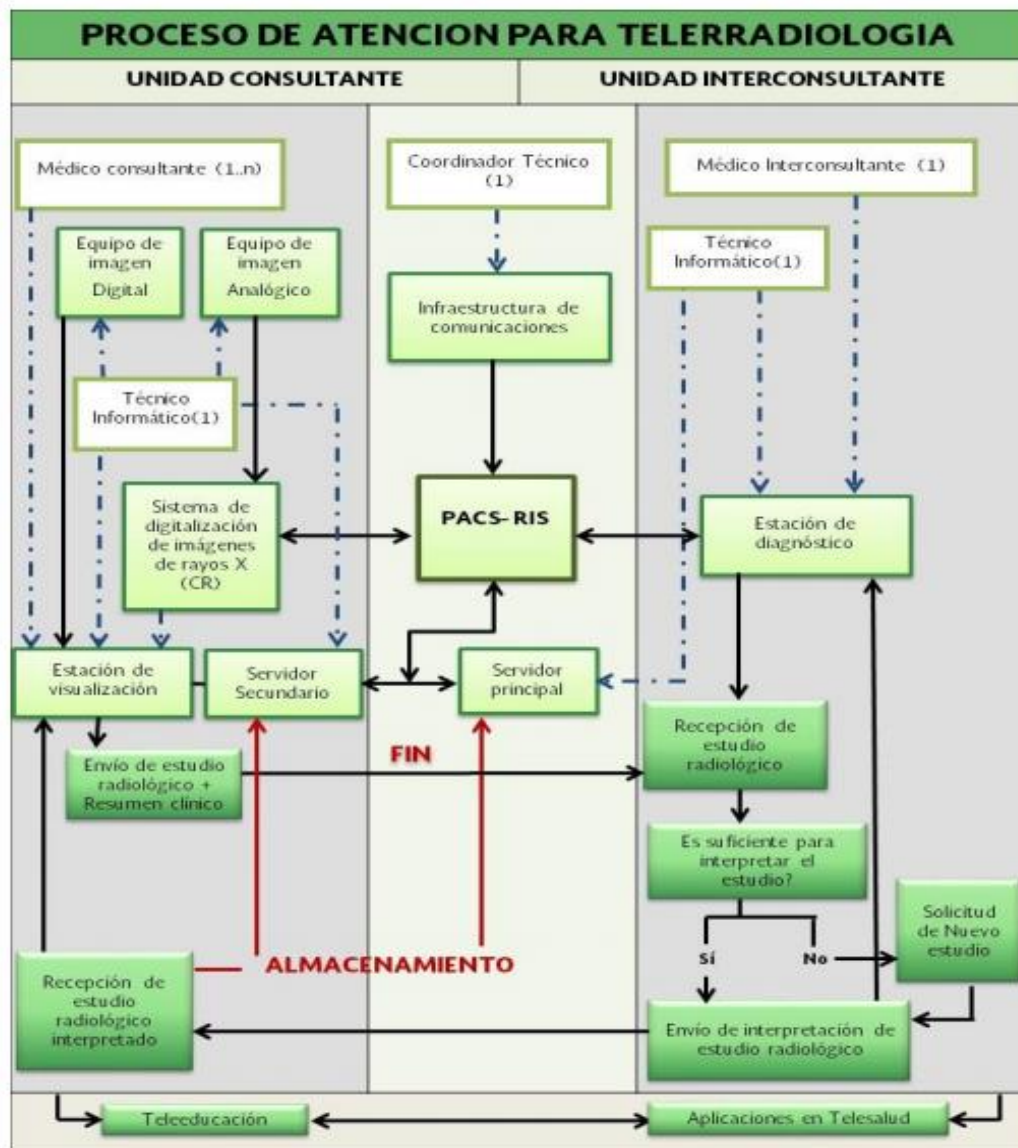 PROCESO DE ATENCION PARA TELERRADIOLOGIA
UNIDAD CONSULTANTE
UNIDAD INTERCONSULTANTE
Médico consultante (1..n)
Coordinador Técnico
(1)
Médico Interconsultante (1)
Equipo de
imagen
Digital
Equipo de
imagen
Analógico
Técnico
Informático(1)
Infraestructura de
comunicaciones
Técnico
Informático(1)
Sistema de
digitalización
de imágenes
de rayos X
(CR)
PACS-RIS
Estación de
diagnóstico
Estación de
visualización
Servidor
Secundario
Servidor
principal
Recepción de
estudio
radiológico
Envío de estudio
radiológico +
Resumen clínico
FIN
Es suficiente para
interpretar el
estudio?
Solicitud
de Nuevo
estudio
Sí
No
ALMACENAMIENTO
Recepción de
estudio
radiológico
interpretado
Envío de interpretación de
estudio radiológico
Teleeducación
Aplicaciones en Telesalud